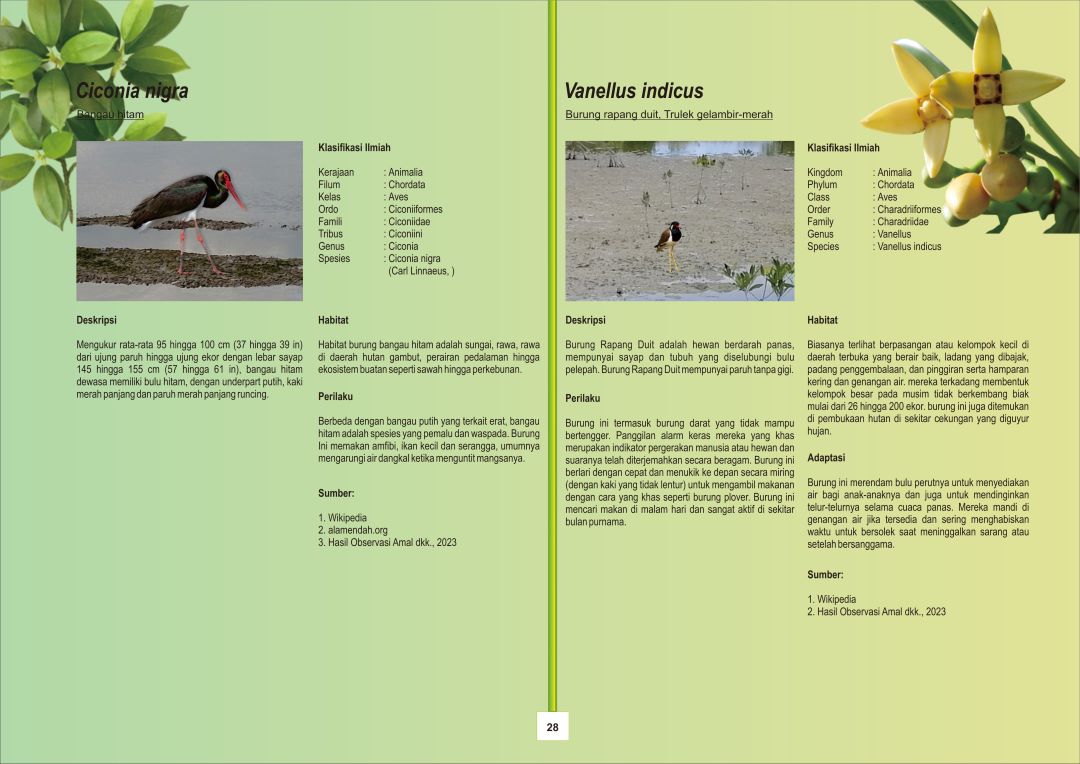 Ciconia nigra
Bangau hitam
Klasifikasi Ilmiah
Kerajaan : Animalia
Filum : Chordata
Kelas : Aves
Ordo : Ciconiiformes
Famili : Ciconiidae
Tribus : Ciconiini
Genus : Ciconia
Spesies : Ciconia nigra
(Carl Linnaeus, )
Deskripsi
Mengukur rata-rata 95 hingga 100 cm (37 hingga 39 in)
dari ujung paruh hingga ujung ekor dengan lebar sayap
145 hingga 155 cm (57 hingga 61 in), bangau hitam
dewasa memiliki bulu hitam, dengan underpart putih, kaki
merah panjang dan paruh merah panjang runcing.
Habitat
Habitat burung bangau hitam adalah sungai, rawa, rawa
di daerah hutan gambut, perairan pedalaman hingga
ekosistem buatan seperti sawah hingga perkebunan.
Perilaku
Berbeda dengan bangau putih yang terkait erat, bangau
hitam adalah spesies yang pemalu dan waspada. Burung
Ini memakan amfibi, ikan kecil dan serangga, umumnya
mengarungi air dangkal ketika menguntit mangsanya.
Sumber:
1. Wikipedia
2. alamendah.org
3. Hasil Observasi Amal dkk., 2023
Vanellus indicus
Burung rapang duit, Trulek gelambir-merah
Klasifikasi Ilmiah
Kingdom : Animalia
Phylum : Chordata
Class : Aves
Order : Charadriiformes
Family : Charadriidae
Genus : Vanellus
Species : Vanellus indicus
Deskripsi
Burung Rapang Duit adalah hewan berdarah panas,
mempunyai sayap dan tubuh yang diselubungi bulu
pelepah. Burung Rapang Duit mempunyai paruh tanpa gigi.
Perilaku
Burung ini termasuk burung darat yang tidak mampu
bertengger. Panggilan alarm keras mereka yang khas
merupakan indikator pergerakan manusia atau hewan dan
suaranya telah diterjemahkan secara beragam. Burung ini
berlari dengan cepat dan menukik ke depan secara miring
(dengan kaki yang tidak lentur) untuk mengambil makanan
dengan cara yang khas seperti burung plover. Burung ini
mencari makan di malam hari dan sangat aktif di sekitar
bulan purnama.
Habitat
Biasanya terlihat berpasangan atau kelompok kecil di
daerah terbuka yang berair baik, ladang yang dibajak,
padang penggembalaan, dan pinggiran serta hamparan
kering dan genangan air. mereka terkadang membentuk
kelompok besar pada musim tidak berkembang biak
mulai dari 26 hingga 200 ekor. burung ini juga ditemukan
di pembukaan hutan di sekitar cekungan yang diguyur
hujan.
Adaptasi
Burung ini merendam bulu perutnya untuk menyediakan
air bagi anak-anaknya dan juga untuk mendinginkan
telur-telurnya selama cuaca panas. Mereka mandi di
genangan air jika tersedia dan sering menghabiskan
waktu untuk bersolek saat meninggalkan sarang atau
setelah bersanggama.
Sumber:
1. Wikipedia
2. Hasil Observasi Amal dkk., 2023
28